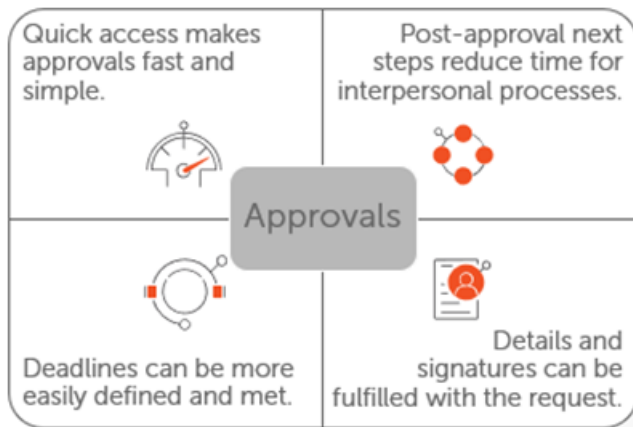 Quick access makes
approvals fast and
simple.
Post-approval next
steps reduce time for
interpersonal processes.
Approvals
Deadlines can be more
easily defined and met.
Details and
signatures can be
fulfilled with the request.